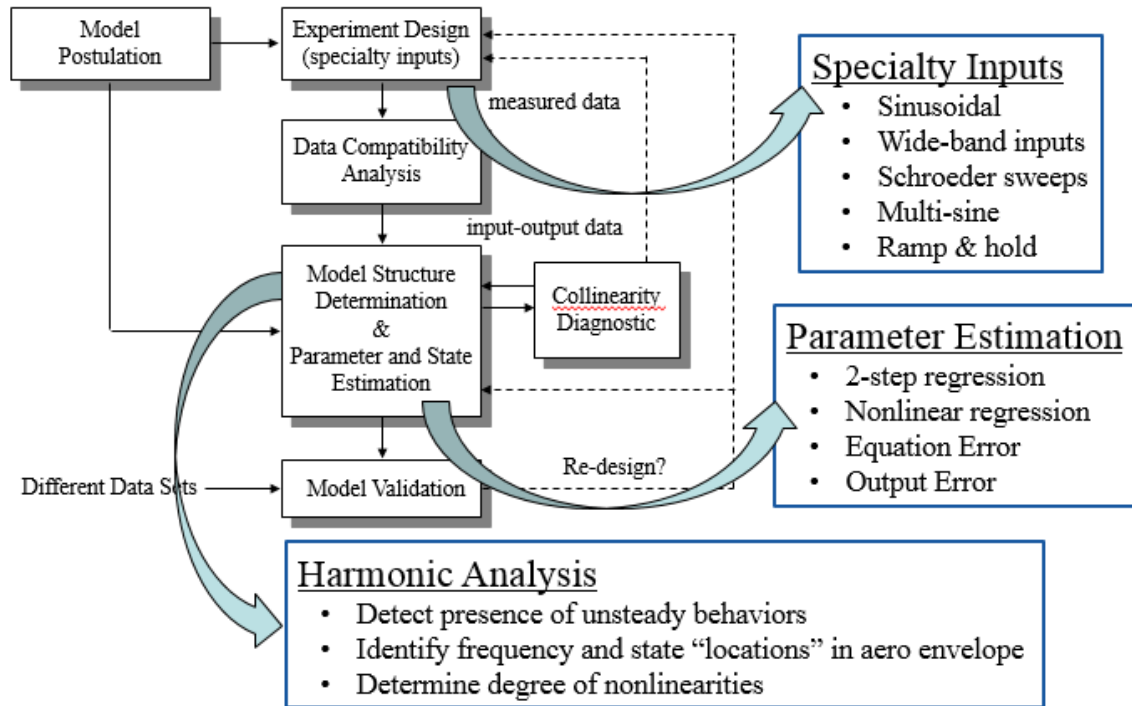 Model
Postulation
Experiment Design
(specialty inputs)
measured data
Data Compatibility
Analysis
input-output data
Model Structure
Determination
&
Parameter and State
Estimation
Collinearity
Diagnostic
Different Data Sets
Model Validation
Re-design?
Specialty Inputs
• Sinusoidal
• Wide-band inputs
• Schroeder sweeps
• Multi-sine
• Ramp & hold
Parameter Estimation
• 2-step regression
• Nonlinear regression
• Equation Error
• Output Error
Harmonic Analysis
• Detect presence of unsteady behaviors
• Identify frequency and state “locations” in aero envelope
• Determine degree of nonlinearities